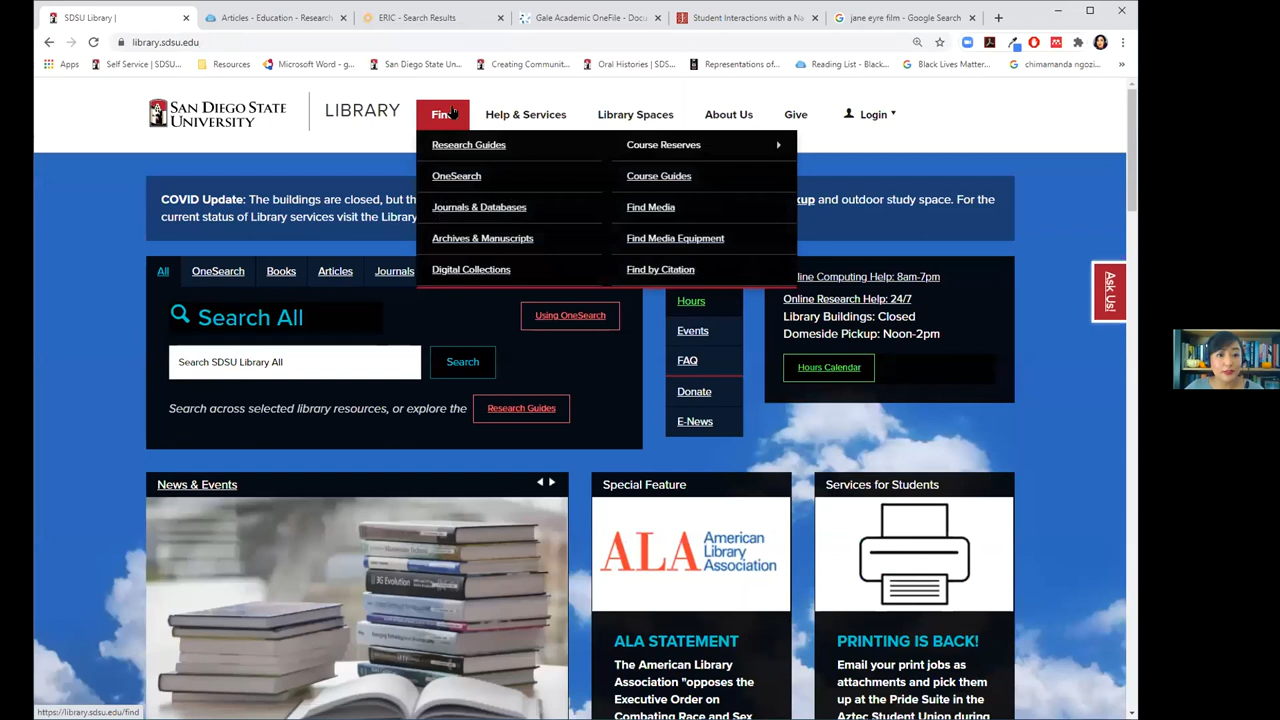 SDSU Library |
Articles - Education - Research
ERIC - Search Results
Gale Academic OneFile - Docu
Student Interactions with a Na
jane eyre film - Google Search
library.sdsu.edu
Apps
Self Service | SDSU...
Resources
Microsoft Word - g...
San Diego State Un...
Creating Communit...
Oral Histories | SDS...
Representations of...
Reading List - Black...
Black Lives Matter...
chimamanda ngozi...
SAN DIEGO STATE
UNIVERSITY
LIBRARY
Find
Help & Services
Library Spaces
About Us
Give
Login
Research Guides
Course Reserves
OneSearch
Course Guides
Journals & Databases
Find Media
Archives & Manuscripts
Find Media Equipment
Digital Collections
Find by Citation
COVID Update: The buildings are closed, but th
kup and outdoor study space. For the
current status of Library services visit the Library
All
OneSearch
Books
Articles
Journals
Search All
Using OneSearch
Search SDSU Library All
Search
Search across selected library resources, or explore the
Research Guides
Hours
Events
FAQ
Donate
E-News
line Computing Help: 8am-7pm
Online Research Help: 24/7
Library Buildings: Closed
Domeside Pickup: Noon-2pm
Hours Calendar
Ask Us!
News & Events
3G Evolution
Special Feature
ALA American
Library
Association
ALA STATEMENT
The American Library
Association "opposes the
Executive Order on
Combating Race and Sex
Services for Students
PRINTING IS BACK!
Email your print jobs as
attachments and pick them
up at the Pride Suite in the
Aztec Student Union during
https://library.sdsu.edu/find